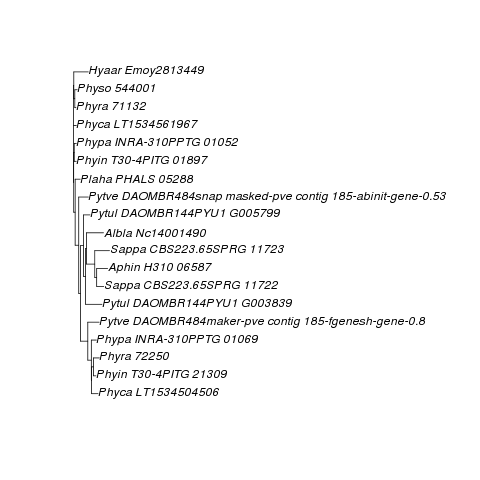 Hyaar Emoy2813449
Physo 544001
Phyra 71132
Phyca LT1534561967
Phypa INRA-310PPTG 01052
Phyin T30-4PITG 01897
Plaha PHALS 05288
Pytve DAOMBR484snap masked-pve contig 185-abinit-gene-0.53
Pytul DAOMBR144PYU1 G005799
Albla Nc14001490
Sappa CBS223.65SPRG 11723
Aphin H310 06587
Sappa CBS223.65SPRG 11722
Pytul DAOMBR144PYU1 G003839
Pytve DAOMBR484maker-pve contig 185-fgenesh-gene-0.8
Phypa INRA-310PPTG 01069
Phyra 72250
Phyin T30-4PITG 21309
Phyca LT1534504506